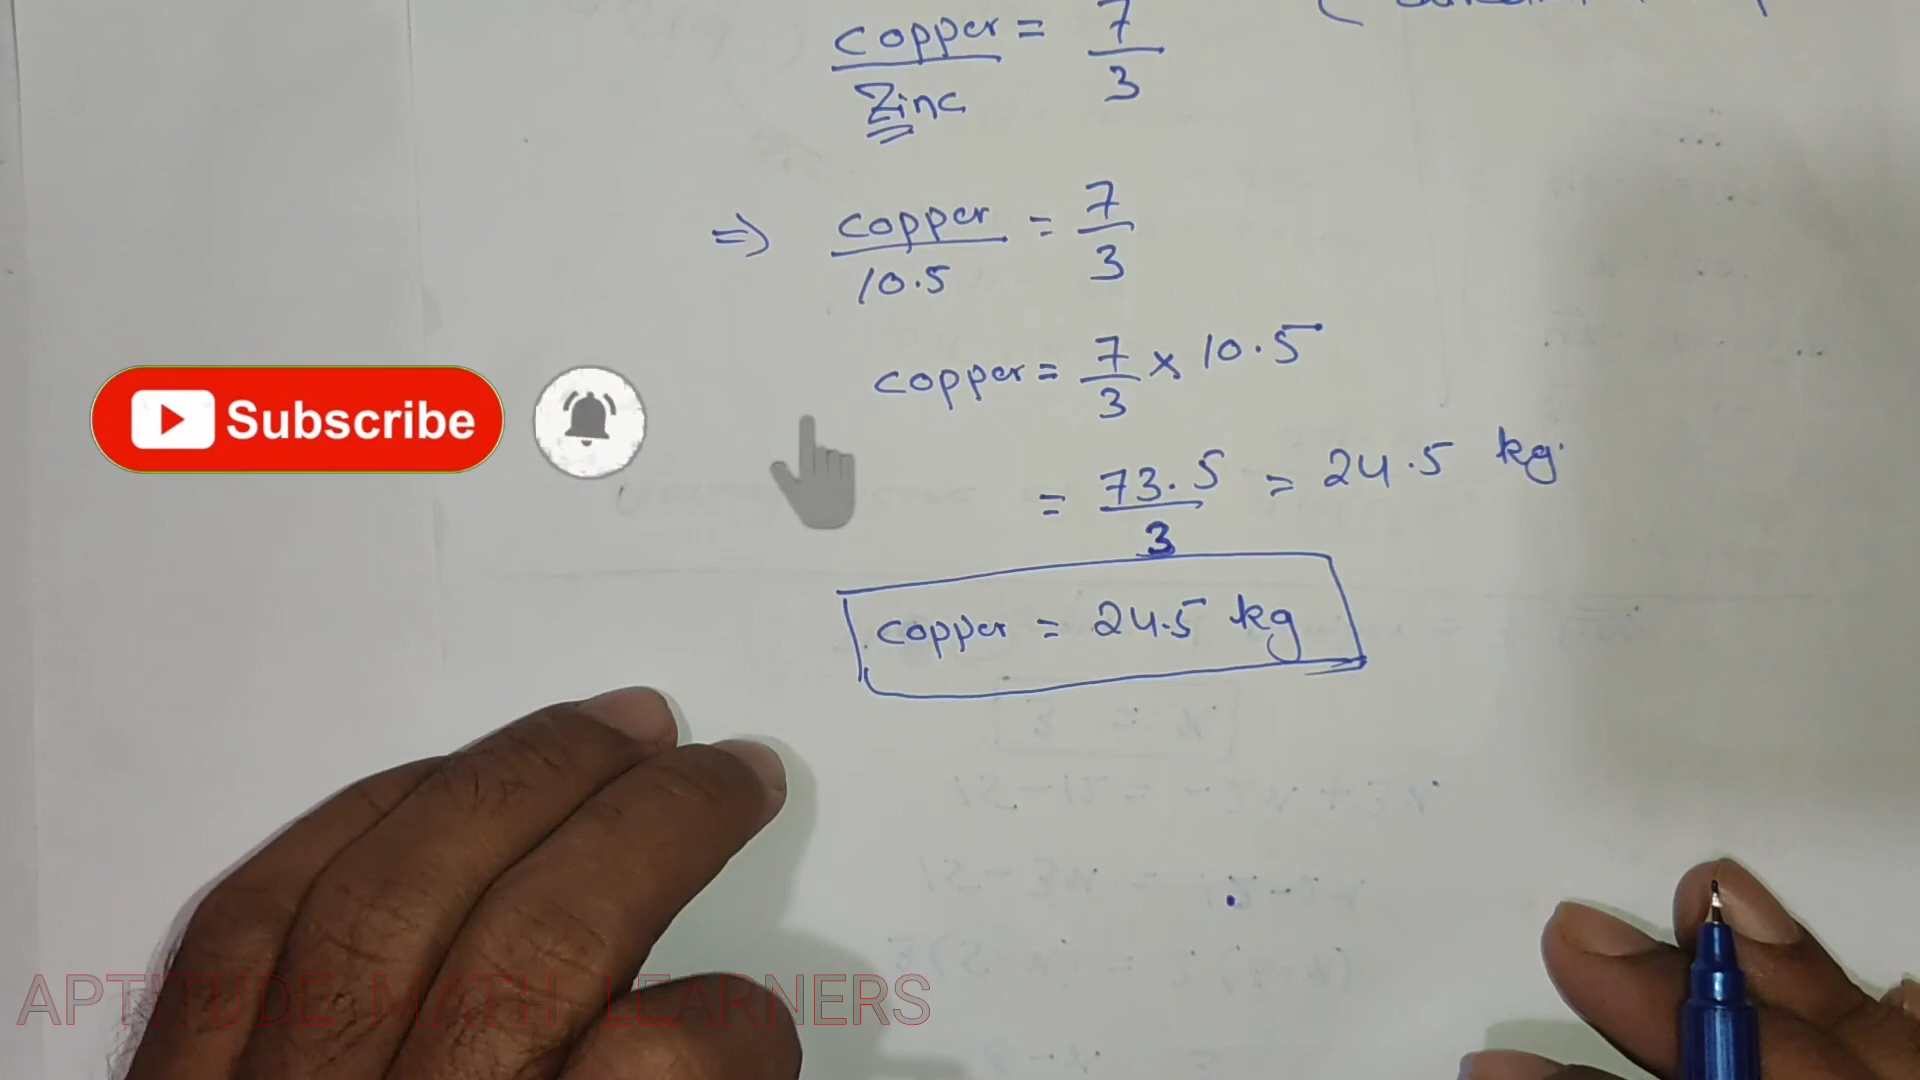 copper = 7
Zinc 3
=> copper = 7
10.5 3
copper = 7 × 10.5
3
= 73.5 = 24.5 kg.
3
copper = 24.5 kg
Subscribe
APTITUDE MATH LEARNERS